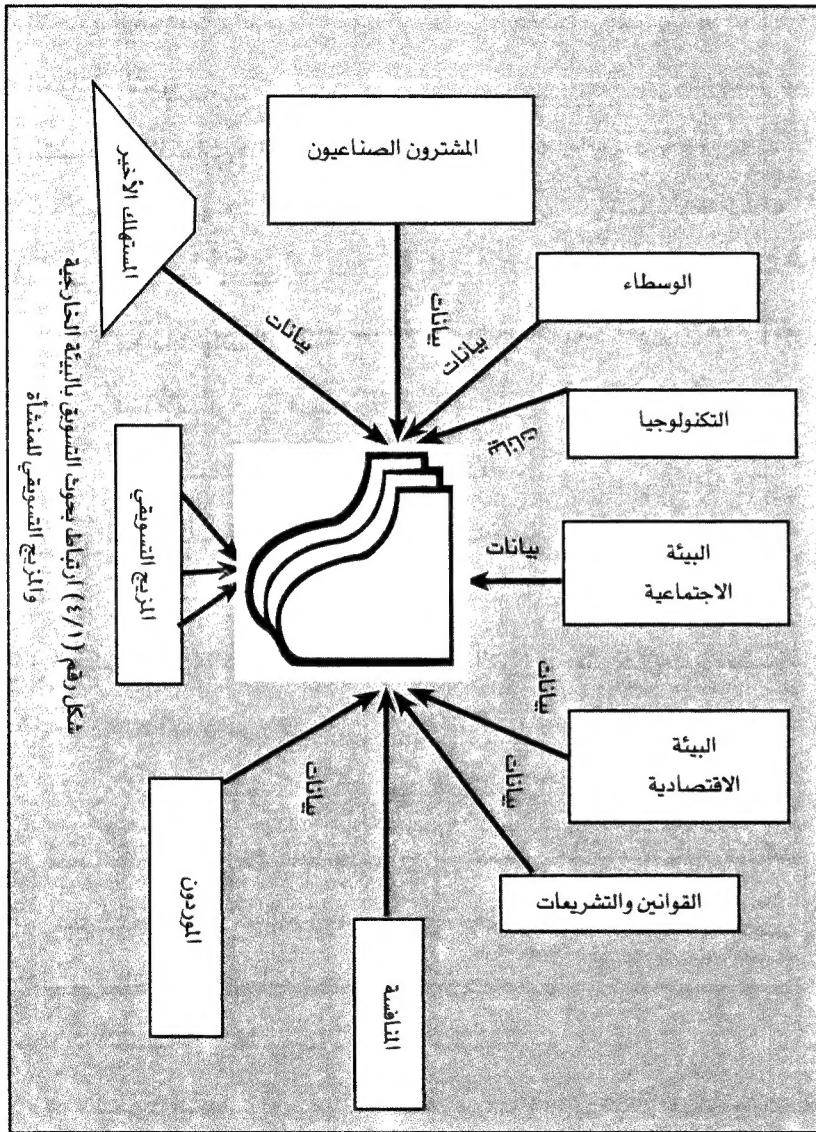 المشترون الصناعيون
المستهلك الأخير
الوسطاء
التكنولوجيا
البيئة
الاجتماعية
البيئة
الاقتصادية
القوانين والتشريعات
المنافسة
الموردون
المزيج التسويقي
بيانات
بيانات
بيانات
بيانات
بيانات
بيانات
بيانات
بيانات
شكل رقم (٤/١) ارتباط بحوث التسويق بالبيئة الخارجية
والمزيج التسويقي للمنشأة